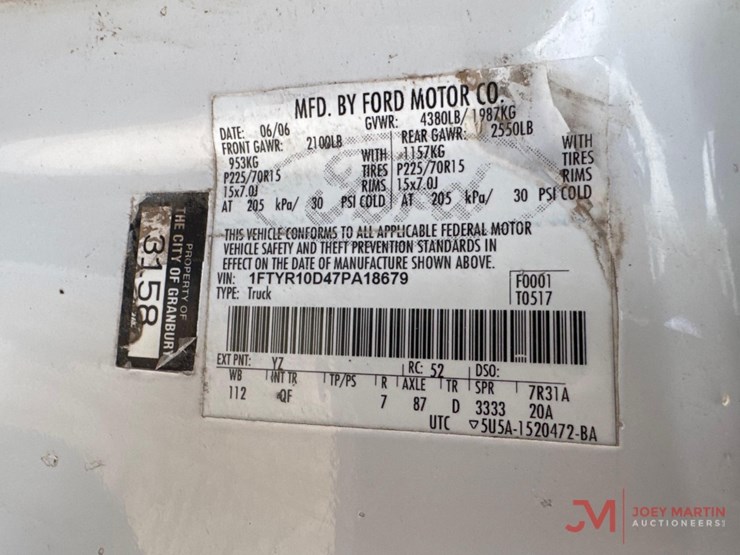 MFD. BY FORD MOTOR CO.
DATE: 06/06 GVWR: 4380LB/ 1987KG
FRONT GAWR: 2100LB REAR GAWR: 2550LB
953KG WITH 1157KG WITH
P225/70R15 TIRES P225/70R15 TIRES
15x7.0J RIMS 15x7.0J RIMS
AT 205 kPa/ 30 PSI COLD AT 205 kPa/ 30 PSI COLD
THIS VEHICLE CONFORMS TO ALL APPLICABLE FEDERAL MOTOR
VEHICLE SAFETY AND THEFT PREVENTION STANDARDS IN
EFFECT ON THE DATE OF MANUFACTURE SHOWN ABOVE.
VIN: 1FTYR10D47PA18679
TYPE: Truck
F0001
T0517
EXT PNT: YZ RC: 52 DSO:
WB INT TR TP/PS R AXLE TR SPR 7R31A
112 QF 7 87 D 3333 20A
UTC ▽5U5A-1520472-BA
PROPERTY OF
THE CITY OF GRANBURY
3158
JM JOEY MARTIN
AUCTIONEERS